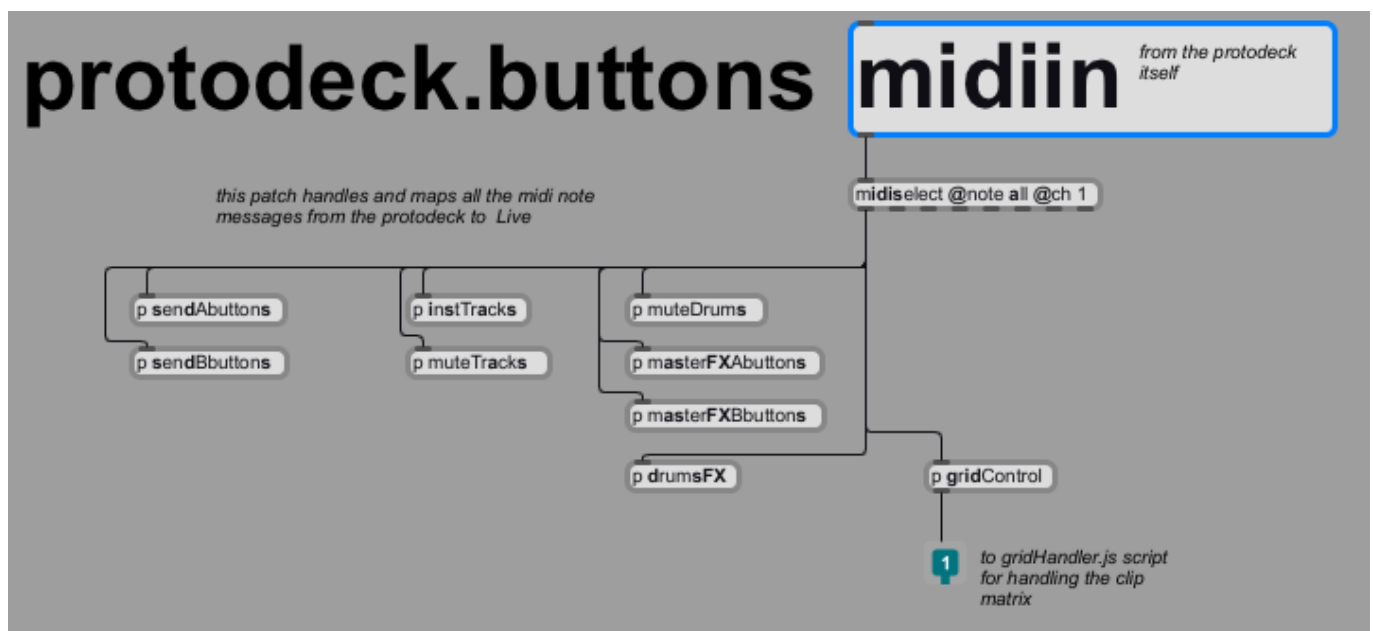 protodeck.buttons
midiin
from the protodeck
itself
midiselect @note all @ch 1
this patch handles and maps all the midi note
messages from the protodeck to Live
p sendAbuttons
p instTracks
p muteDrums
p sendBbuttons
p muteTracks
p masterFXAbuttons
p masterFXBbuttons
p drumsFX
p gridControl
1
to gridHandler.js script
for handling the clip
matrix